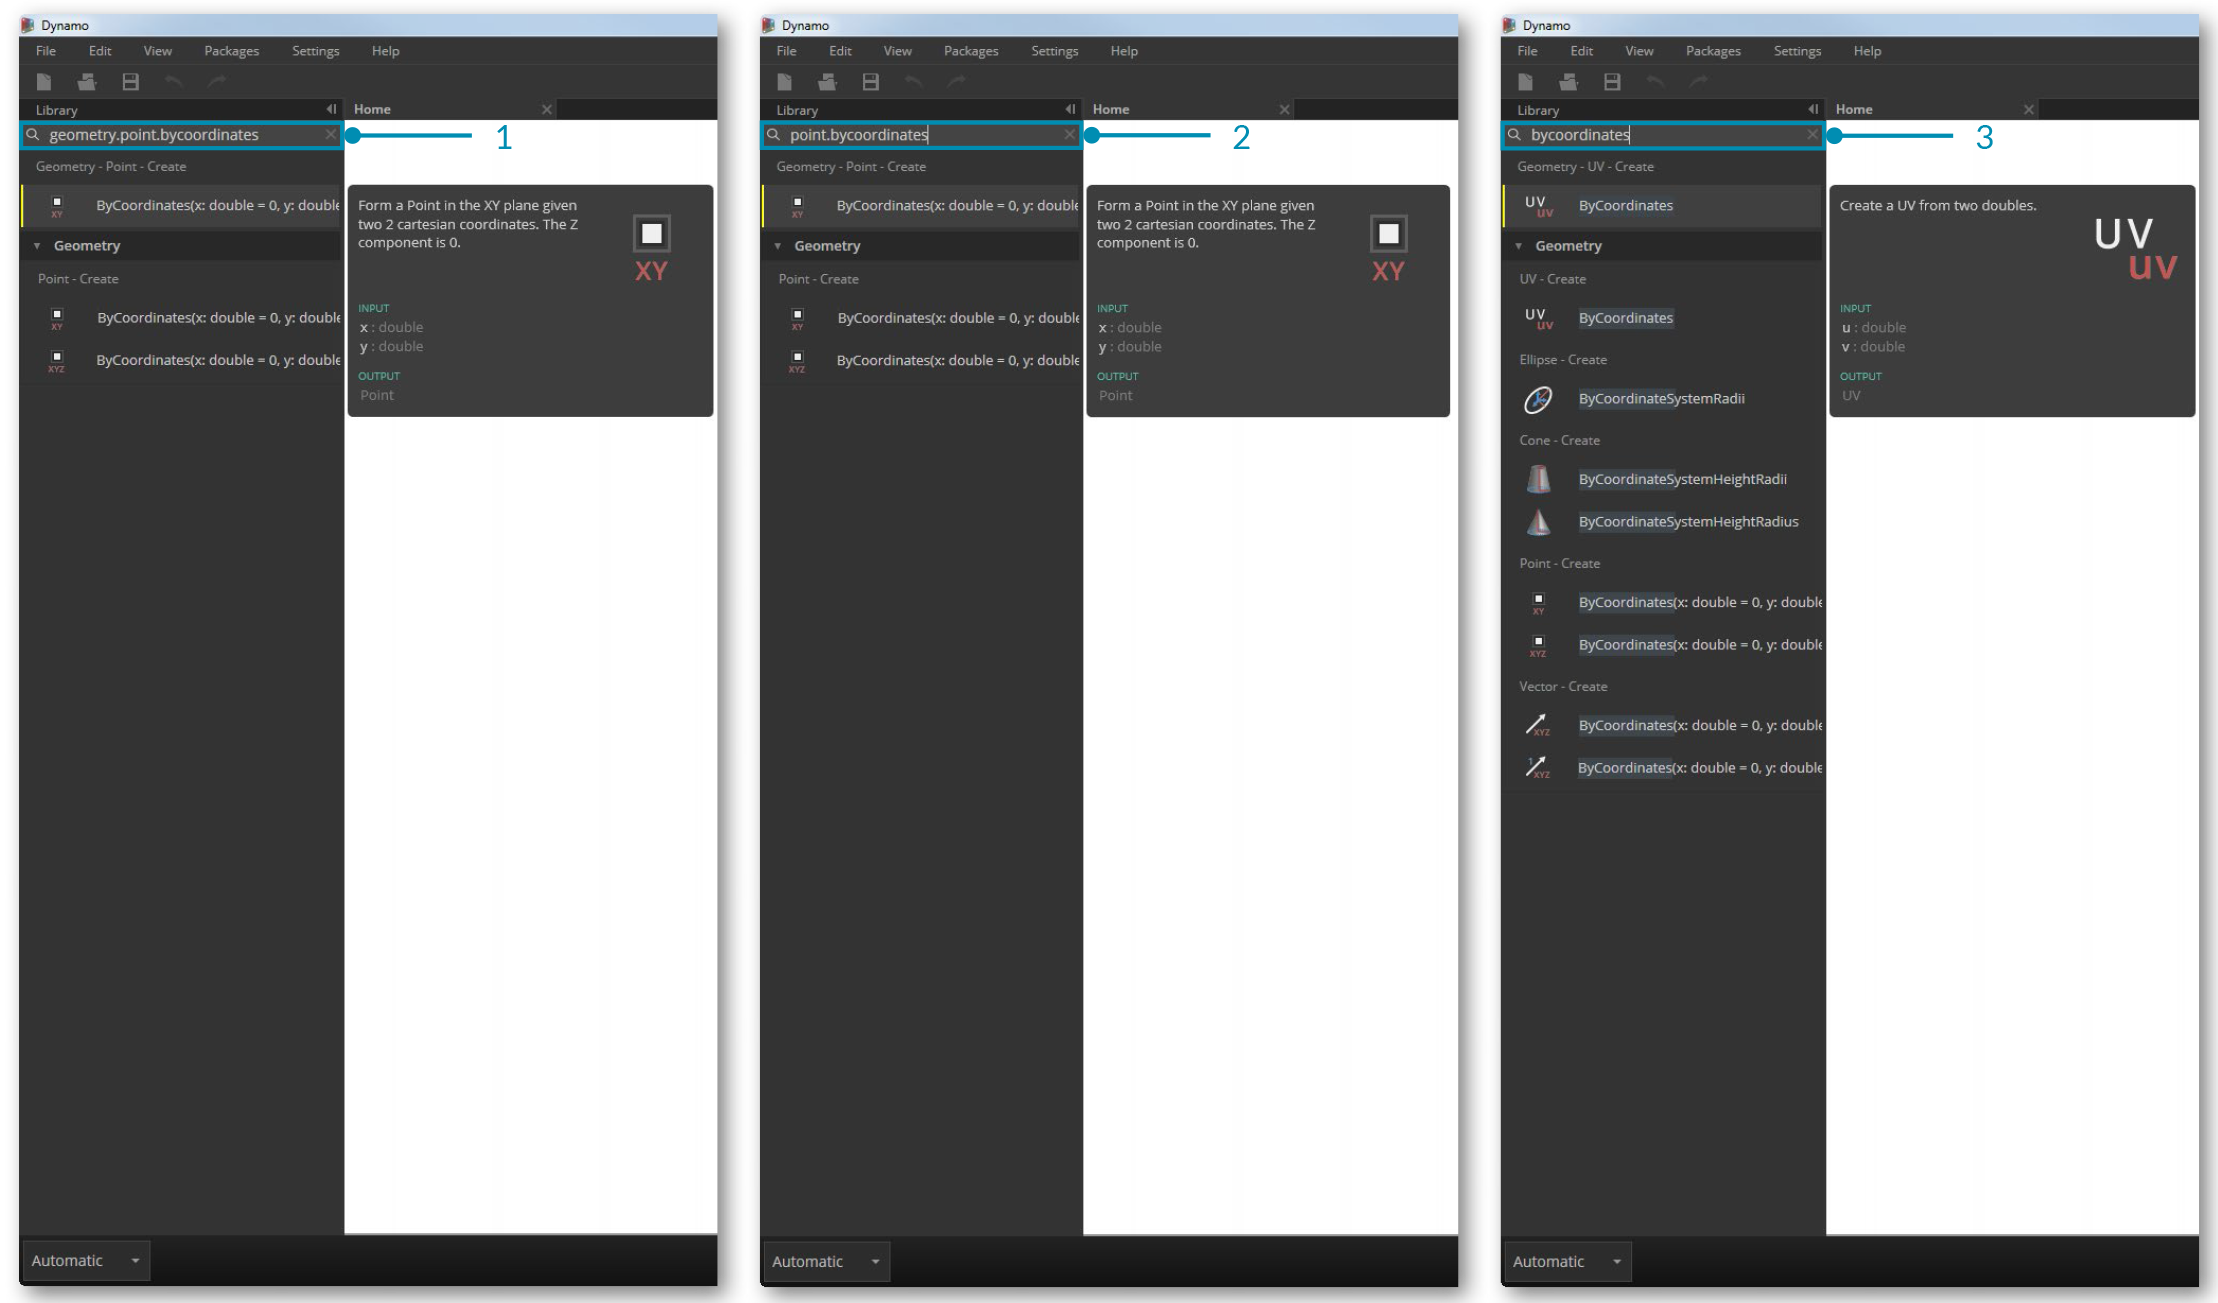 Dynamo
File Edit View Packages Settings Help
Library
Home
geometry.point.bycoordinates
1
Geometry - Point - Create
XY
ByCoordinates(x: double = 0, y: double
Geometry
Point - Create
XY
ByCoordinates(x: double = 0, y: double
XYZ
ByCoordinates(x: double = 0, y: double
Form a Point in the XY plane given
two 2 cartesian coordinates. The Z
component is 0.
XY
INPUT
x : double
y : double
OUTPUT
Point
Automatic
Dynamo
File Edit View Packages Settings Help
Library
Home
point.bycoordinates
2
Geometry - Point - Create
XY
ByCoordinates(x: double = 0, y: double
Geometry
Point - Create
XY
ByCoordinates(x: double = 0, y: double
XYZ
ByCoordinates(x: double = 0, y: double
Form a Point in the XY plane given
two 2 cartesian coordinates. The Z
component is 0.
XY
INPUT
x : double
y : double
OUTPUT
Point
Automatic
Dynamo
File Edit View Packages Settings Help
Library
Home
bycoordinates
3
Geometry - UV - Create
UV
uv
ByCoordinates
Geometry
UV - Create
UV
uv
ByCoordinates
Ellipse - Create
ByCoordinateSystemRadii
Cone - Create
ByCoordinateSystemHeightRadii
ByCoordinateSystemHeightRadius
Point - Create
XY
ByCoordinates(x: double = 0, y: double
XYZ
ByCoordinates(x: double = 0, y: double
Vector - Create
XYZ
ByCoordinates(x: double = 0, y: double
1
XYZ
ByCoordinates(x: double = 0, y: double
Create a UV from two doubles.
UV
uv
INPUT
u : double
v : double
OUTPUT
UV
Automatic